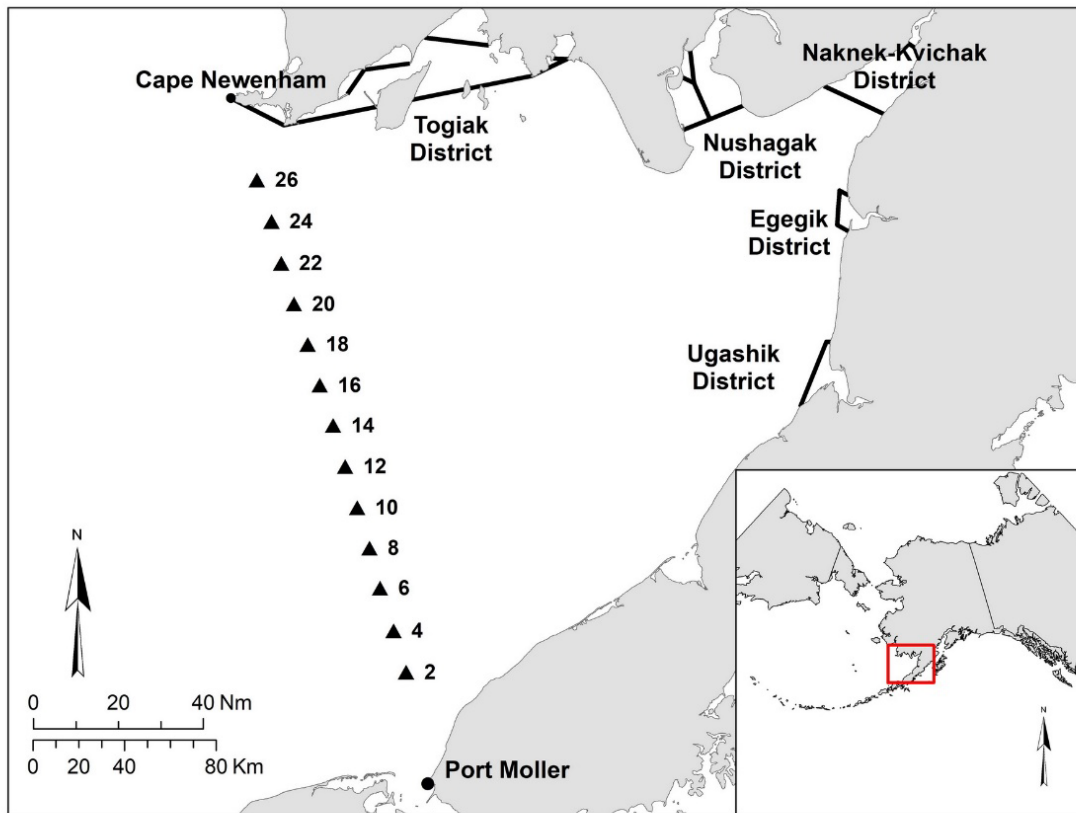 Cape Newenham
Togiak
District
Nushagak
District
Naknek-Kvichak
District
Egegik
District
Ugashik
District
26
24
22
20
18
16
14
12
10
8
6
4
2
Port Moller
N
0 20 40 Nm
0 20 40 80 Km
N